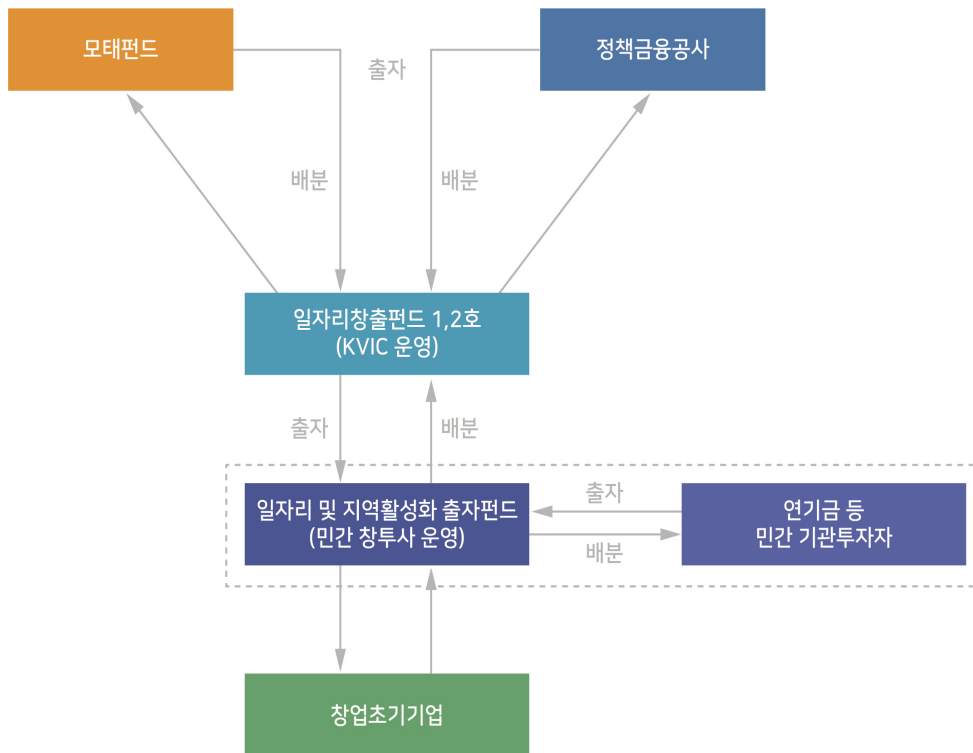 모태펀드
출자
정책금융공사
배분
배분
일자리창출펀드 1,2호
(KVIC 운영)
출자
배분
일자리 및 지역활성화 출자펀드
(민간 창투사 운영)
출자
배분
연기금 등
민간 기관투자자
창업초기기업